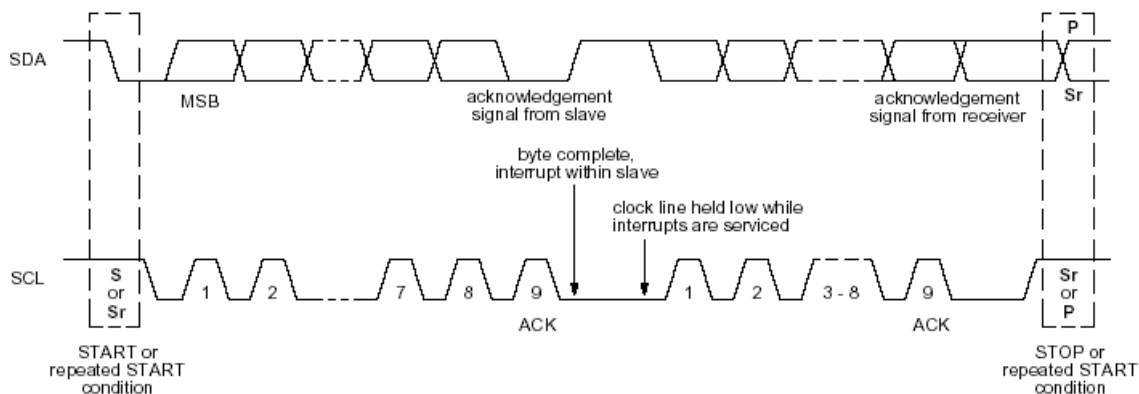 P
SDA
MSB
acknowledgement
signal from slave
acknowledgement
signal from receiver
Sr
byte complete,
interrupt within slave
clock line held low while
interrupts are serviced
SCL
S
or
Sr
1
2
7
8
9
1
2
3 - 8
9
Sr
or
P
ACK
ACK
START or
repeated START
condition
STOP or
repeated START
condition